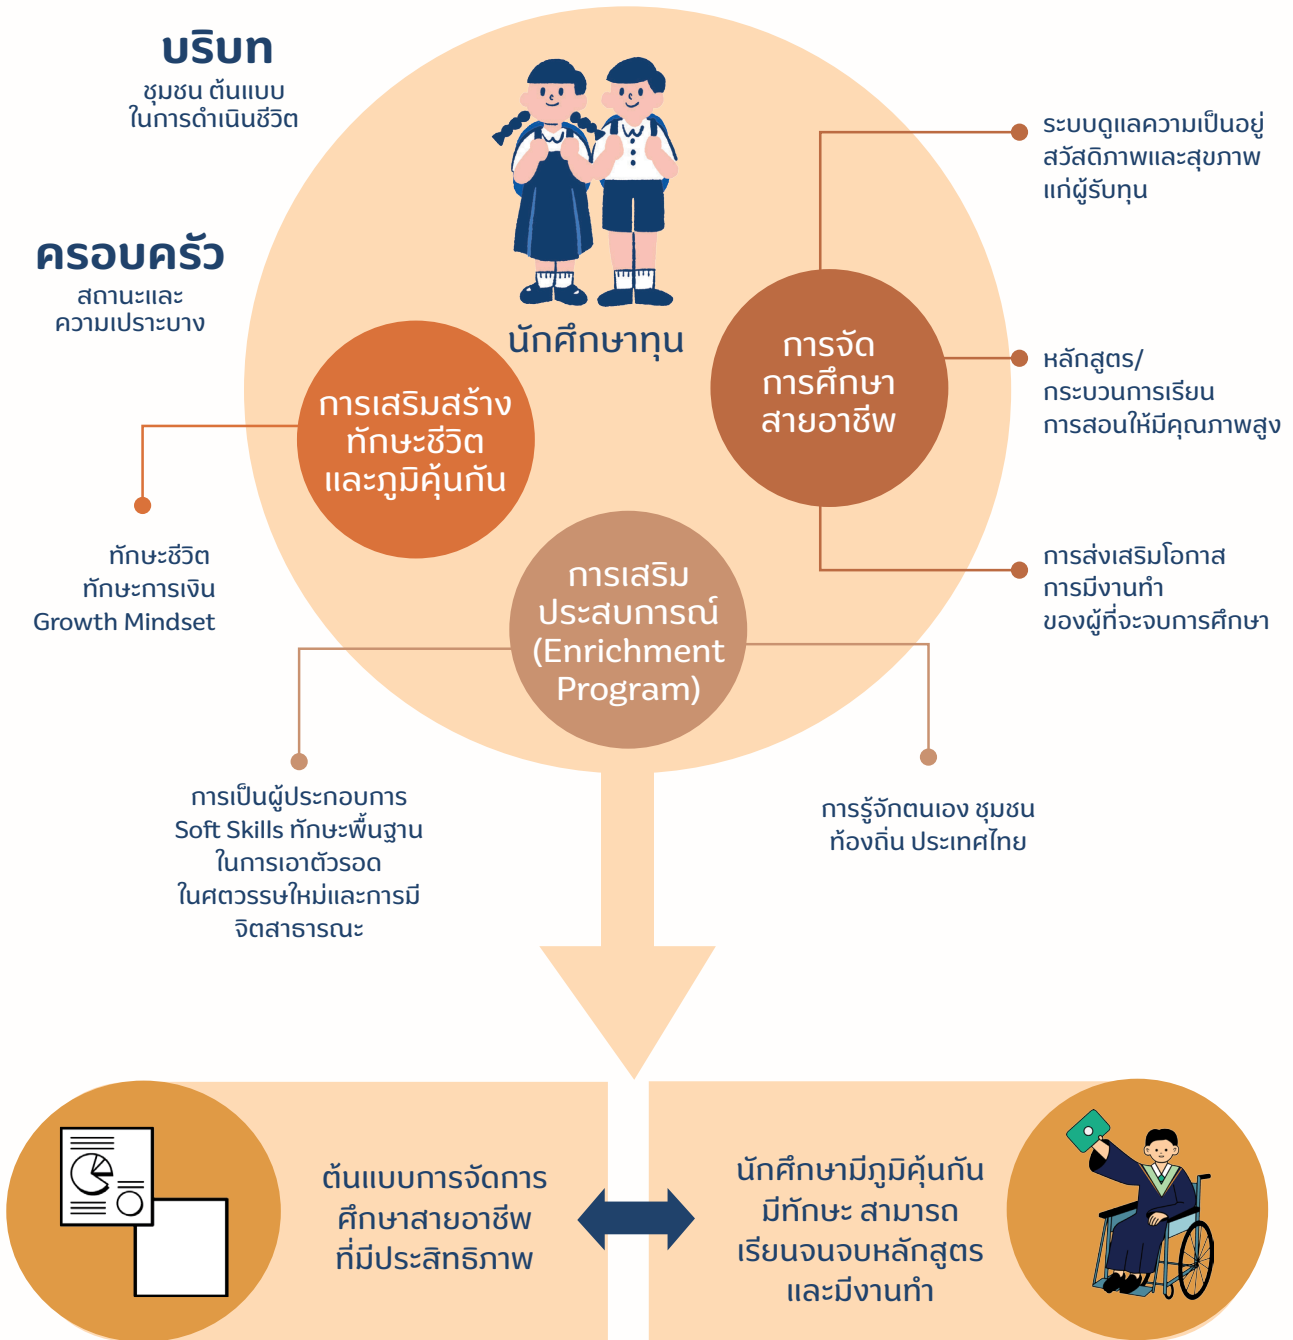 บริบท
ชุมชน ต้นแบบ
ในการดำเนินชีวิต
ครอบครัว
สถานะและ
ความเปราะบาง
นักศึกษาทุน
การเสริมสร้าง
ทักษะชีวิต
และภูมิคุ้มกัน
ทักษะชีวิต
ทักษะการเงิน
Growth Mindset
การจัด
การศึกษา
สายอาชีพ
ระบบดูแลความเป็นอยู่
สวัสดิภาพและสุขภาพ
แก่ผู้รับทุน
หลักสูตร/
กระบวนการเรียน
การสอนให้มีคุณภาพสูง
การส่งเสริมโอกาส
การมีงานทำ
ของผู้ที่จะจบการศึกษา
การเสริม
ประสบการณ์
(Enrichment
Program)
การเป็นผู้ประกอบการ
Soft Skills ทักษะพื้นฐาน
ในการเอาตัวรอด
ในศตวรรษใหม่และการมี
จิตสาธารณะ
การรู้จักตนเอง ชุมชน
ท้องถิ่น ประเทศไทย
ต้นแบบการจัดการ
ศึกษาสายอาชีพ
ที่มีประสิทธิภาพ
นักศึกษามีภูมิคุ้มกัน
มีทักษะ สามารถ
เรียนจนจบหลักสูตร
และมีงานทำ